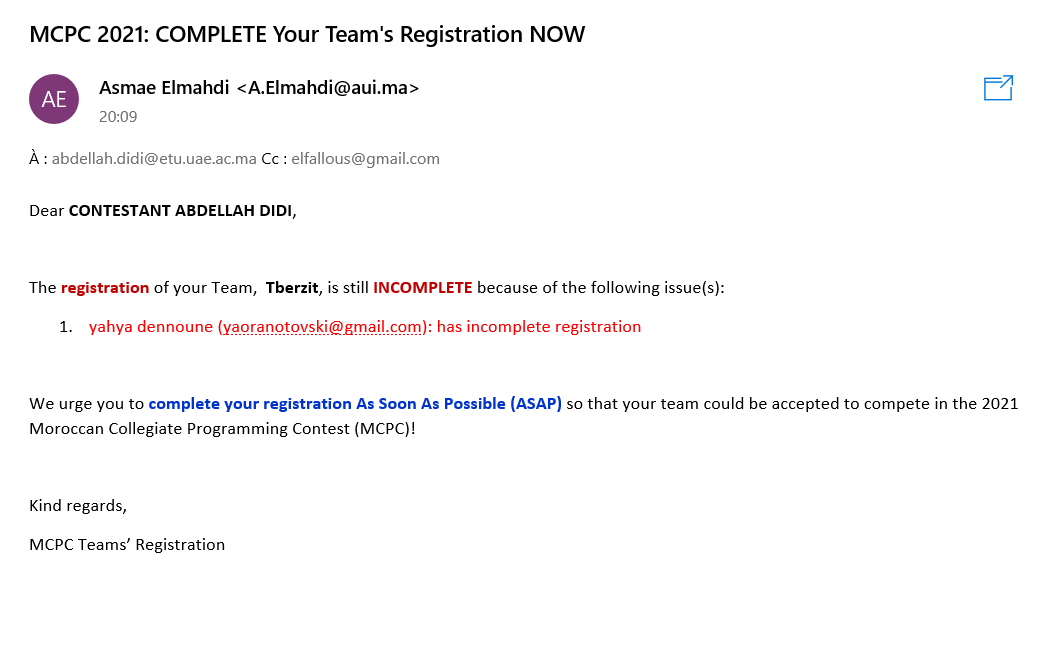 MCPC 2021: COMPLETE Your Team's Registration NOW
AE
Asmae Elmahdi <A.Elmahdi@aui.ma>
20:09
À : abdellah.didi@etu.uae.ac.ma Cc : elfallous@gmail.com
Dear CONTESTANT ABDELLAH DIDI,
The registration of your Team,  Tberzit, is still INCOMPLETE because of the following issue(s):
1. yahya dennoune (yaoranotovski@gmail.com): has incomplete registration
We urge you to complete your registration As Soon As Possible (ASAP) so that your team could be accepted to compete in the 2021
Moroccan Collegiate Programming Contest (MCPC)!
Kind regards,
MCPC Teams’ Registration